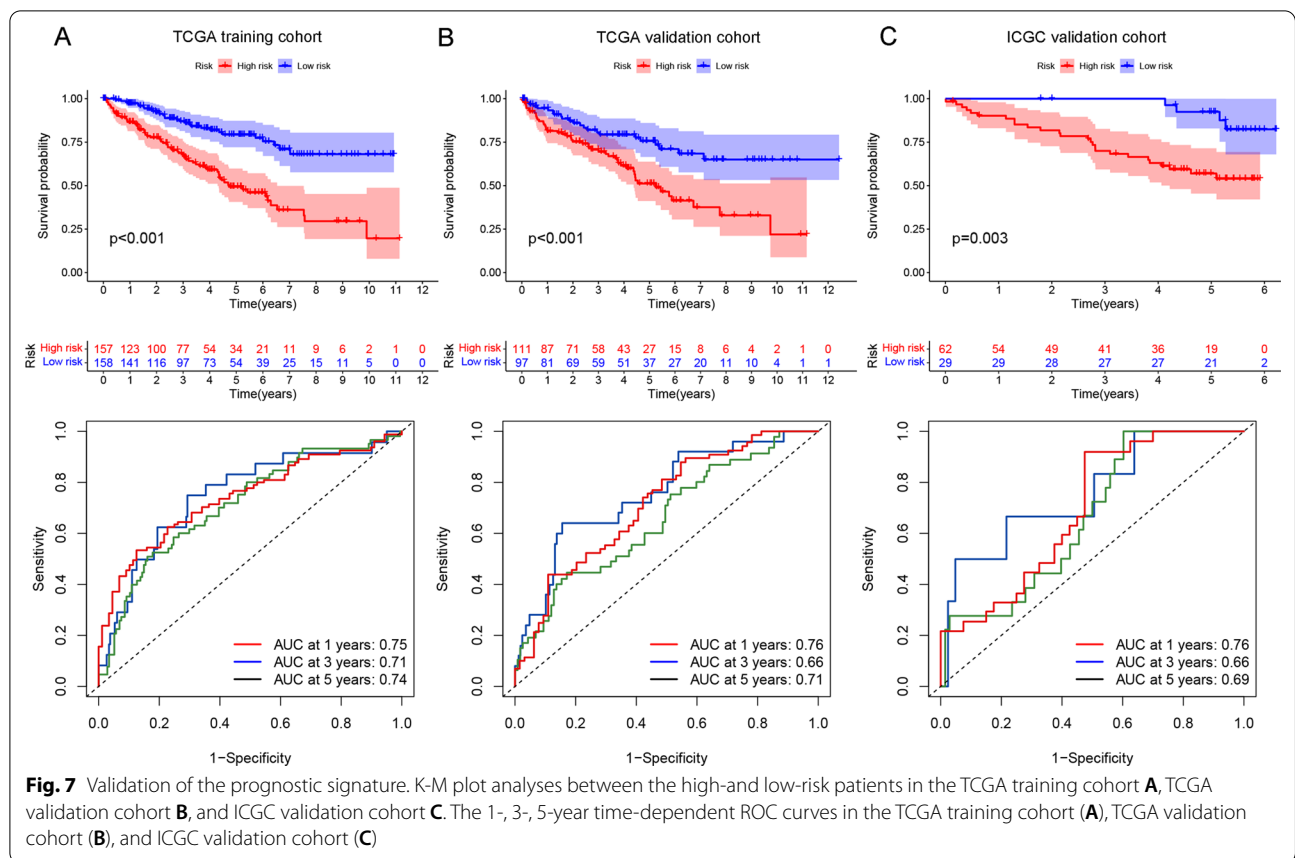 A
TCGA training cohort
Risk High risk Low risk
Survival probability
1.00
0.75
0.50
0.25
0.00
p<0.001
0 1 2 3 4 5 6 7 8 9 10 11 12
Time(years)
Risk
High risk 157 123 100 77 54 34 21 11 9 6 2 1 0
Low risk 158 141 116 97 73 54 39 25 15 11 5 0 0
0 1 2 3 4 5 6 7 8 9 10 11 12
Time(years)
B
TCGA validation cohort
Risk High risk Low risk
Survival probability
1.00
0.75
0.50
0.25
0.00
p<0.001
0 1 2 3 4 5 6 7 8 9 10 11 12
Time(years)
Risk
High risk 111 87 71 58 43 27 15 8 6 4 2 1 0
Low risk 97 81 69 59 51 37 27 20 11 10 4 1 1
0 1 2 3 4 5 6 7 8 9 10 11 12
Time(years)
C
ICGC validation cohort
Risk High risk Low risk
Survival probability
1.00
0.75
0.50
0.25
0.00
p=0.003
0 1 2 3 4 5 6
Time(years)
Risk
High risk 62 54 49 41 36 19 0
Low risk 29 29 28 27 27 21 2
0 1 2 3 4 5 6
Time(years)
Sensitivity
1.0
0.8
0.6
0.4
0.2
0.0
AUC at 1 years: 0.75
AUC at 3 years: 0.71
AUC at 5 years: 0.74
0.0 0.2 0.4 0.6 0.8 1.0
1−Specificity
Sensitivity
1.0
0.8
0.6
0.4
0.2
0.0
AUC at 1 years: 0.76
AUC at 3 years: 0.66
AUC at 5 years: 0.71
0.0 0.2 0.4 0.6 0.8 1.0
1−Specificity
Sensitivity
1.0
0.8
0.6
0.4
0.2
0.0
AUC at 1 years: 0.76
AUC at 3 years: 0.66
AUC at 5 years: 0.69
0.0 0.2 0.4 0.6 0.8 1.0
1−Specificity
Fig. 7 Validation of the prognostic signature. K-M plot analyses between the high-and low-risk patients in the TCGA training cohort A, TCGA
validation cohort B, and ICGC validation cohort C. The 1-, 3-, 5-year time-dependent ROC curves in the TCGA training cohort (A), TCGA validation
cohort (B), and ICGC validation cohort (C)